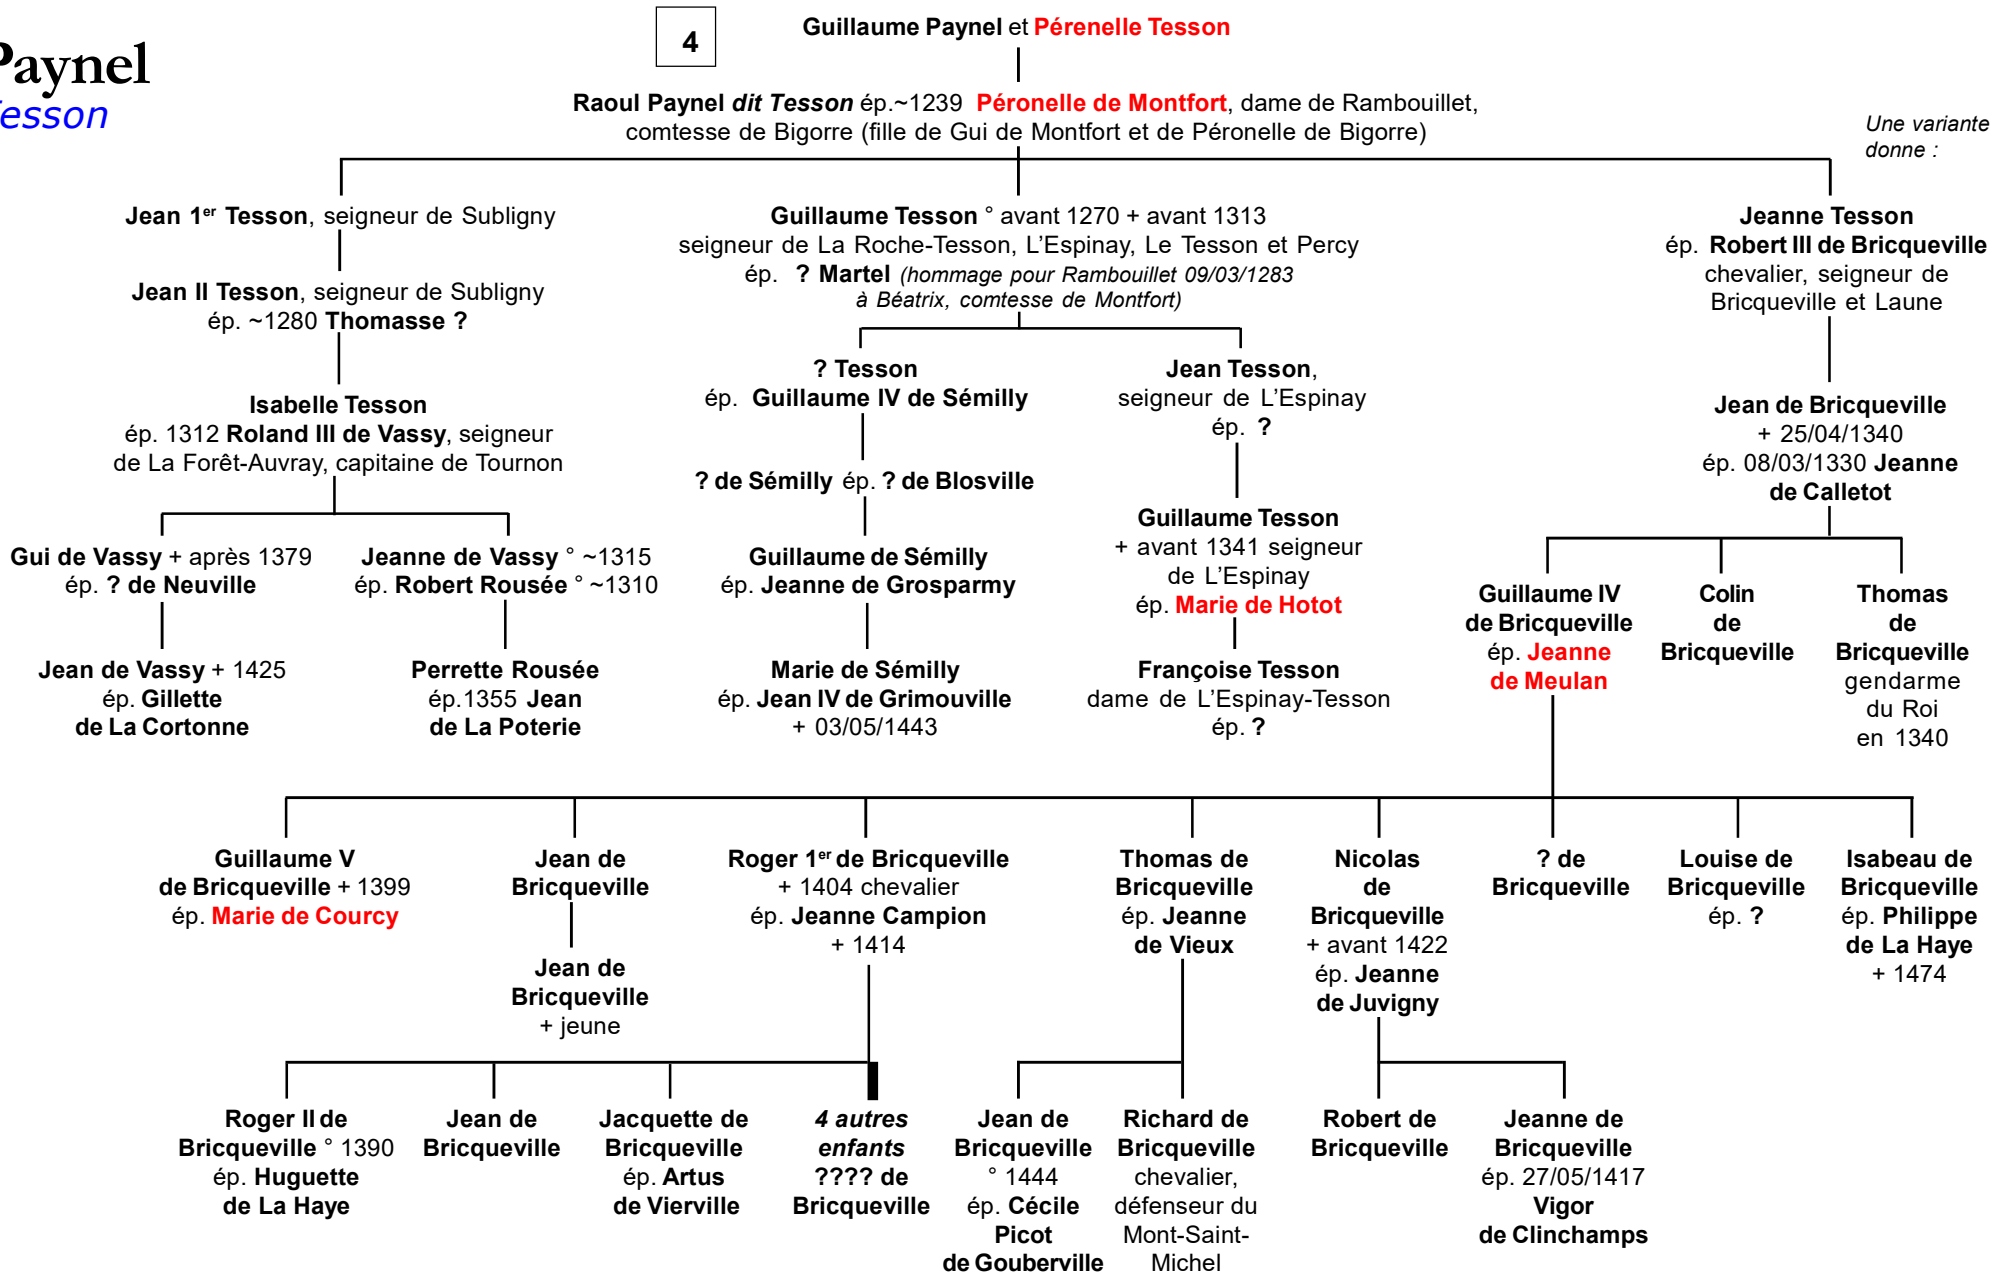 Paynel
Tesson
4
Guillaume Paynel et Pérenelle Tesson
Raoul Paynel dit Tesson ép.~1239 Péronelle de Montfort, dame de Rambouillet,
comtesse de Bigorre (fille de Gui de Montfort et de Péronelle de Bigorre)
Une variante
donne :
Jean 1er Tesson, seigneur de Subligny
Jean II Tesson, seigneur de Subligny
ép. ~1280 Thomasse ?
Isabelle Tesson
ép. 1312 Roland III de Vassy, seigneur
de La Forêt-Auvray, capitaine de Tournon
Gui de Vassy + après 1379
ép. ? de Neuville
Jean de Vassy + 1425
ép. Gillette
de La Cortonne
Jeanne de Vassy ° ~1315
ép. Robert Rousée ° ~1310
Perrette Rousée
ép.1355 Jean
de La Poterie
Guillaume Tesson ° avant 1270 + avant 1313
seigneur de La Roche-Tesson, L’Espinay, Le Tesson et Percy
ép. ? Martel (hommage pour Rambouillet 09/03/1283
à Béatrix, comtesse de Montfort)
? Tesson
ép. Guillaume IV de Sémilly
? de Sémilly ép. ? de Blosville
Guillaume de Sémilly
ép. Jeanne de Grosparmy
Marie de Sémilly
ép. Jean IV de Grimouville
+ 03/05/1443
Jean Tesson,
seigneur de L’Espinay
ép. ?
Guillaume Tesson
+ avant 1341 seigneur
de L’Espinay
ép. Marie de Hotot
Françoise Tesson
dame de L’Espinay-Tesson
ép. ?
Jeanne Tesson
ép. Robert III de Bricqueville
chevalier, seigneur de
Bricqueville et Laune
Jean de Bricqueville
+ 25/04/1340
ép. 08/03/1330 Jeanne
de Calletot
Guillaume IV
de Bricqueville
ép. Jeanne
de Meulan
Colin
de
Bricqueville
Thomas
de
Bricqueville
gendarme
du Roi
en 1340
Guillaume V
de Bricqueville + 1399
ép. Marie de Courcy
Jean de
Bricqueville
Jean de
Bricqueville
+ jeune
Roger 1er de Bricqueville
+ 1404 chevalier
ép. Jeanne Campion
+ 1414
Thomas de
Bricqueville
ép. Jeanne
de Vieux
Nicolas
de
Bricqueville
+ avant 1422
ép. Jeanne
de Juvigny
? de
Bricqueville
Louise de
Bricqueville
ép. ?
Isabeau de
Bricqueville
ép. Philippe
de La Haye
+ 1474
Roger II de
Bricqueville ° 1390
ép. Huguette
de La Haye
Jean de
Bricqueville
Jacquette de
Bricqueville
ép. Artus
de Vierville
4 autres
enfants
???? de
Bricqueville
Jean de
Bricqueville
° 1444
ép. Cécile
Picot
de Gouberville
Richard de
Bricqueville
chevalier,
défenseur du
Mont-Saint-
Michel
Robert de
Bricqueville
Jeanne de
Bricqueville
ép. 27/05/1417
Vigor
de Clinchamps